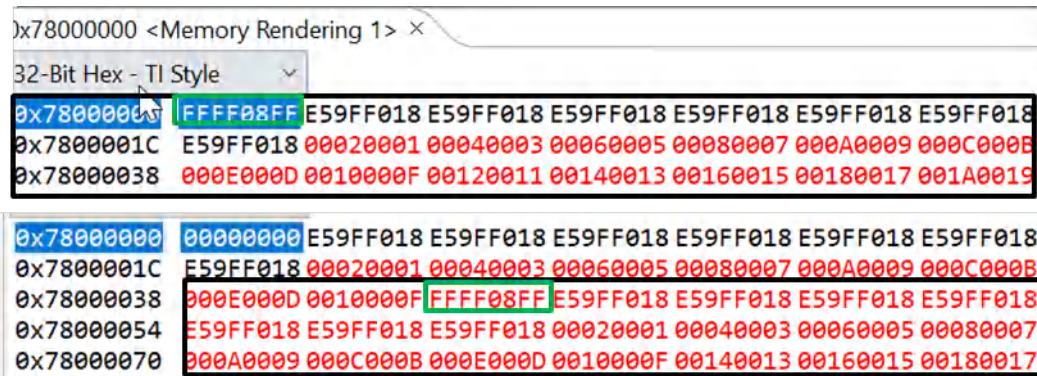 0x78000000 <Memory Rendering 1> ×
32-Bit Hex - TI Style
0x78000000 FFFF08FF E59FF018 E59FF018 E59FF018 E59FF018 E59FF018 E59FF018
0x7800001C E59FF018 00020001 00040003 00060005 00080007 000A0009 000C000B
0x78000038 000E000D 0010000F 00120011 00140013 00160015 00180017 001A0019
0x78000000 00000000 E59FF018 E59FF018 E59FF018 E59FF018 E59FF018 E59FF018
0x7800001C E59FF018 00020001 00040003 00060005 00080007 000A0009 000C000B
0x78000038 000E000D 0010000F FFFF08FF E59FF018 E59FF018 E59FF018 E59FF018
0x78000054 E59FF018 E59FF018 E59FF018 00020001 00040003 00060005 00080007
0x78000070 000A0009 000C000B 000E000D 0010000F 00140013 00160015 00180017